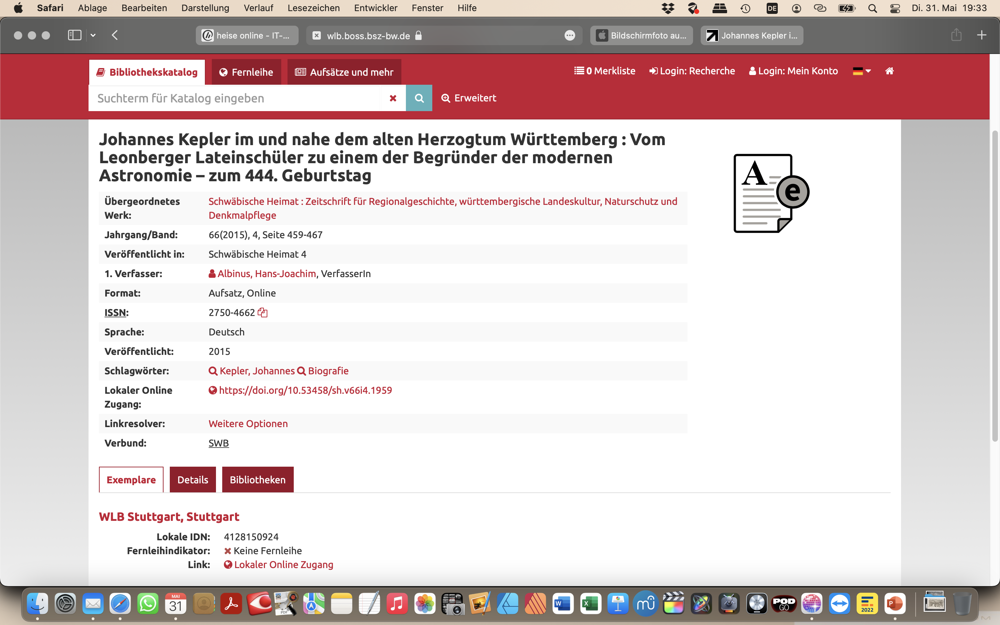 Safari Ablage Bearbeiten Darstellung Verlauf Lesezeichen Entwickler Fenster Hilfe DE Di. 31. Mai 19:33
heise online - IT-... wlb.boss.bsz-bw.de Bildschirmfoto au... Johannes Kepler i...
Bibliothekskatalog Fernleihe Aufsätze und mehr 0 Merkliste Login: Recherche Login: Mein Konto
Suchterm für Katalog eingeben Erweitert
Johannes Kepler im und nahe dem alten Herzogtum Württemberg : Vom
Leonberger Lateinschüler zu einem der Begründer der modernen
Astronomie – zum 444. Geburtstag
A e
Übergeordnetes Schwäbische Heimat : Zeitschrift für Regionalgeschichte, württembergische Landeskultur, Naturschutz und
Werk: Denkmalpflege
Jahrgang/Band: 66(2015), 4, Seite 459-467
Veröffentlicht in: Schwäbische Heimat 4
1. Verfasser: Albinus, Hans-Joachim, VerfasserIn
Format: Aufsatz, Online
ISSN: 2750-4662
Sprache: Deutsch
Veröffentlicht: 2015
Schlagwörter: Kepler, Johannes Biografie
Lokaler Online https://doi.org/10.53458/sh.v66i4.1959
Zugang:
Linkresolver: Weitere Optionen
Verbund: SWB
Exemplare Details Bibliotheken
WLB Stuttgart, Stuttgart
Lokale IDN: 4128150924
Fernleihindikator: Keine Fernleihe
Link: Lokaler Online Zugang
MAI
31
PDF
W
X
POD
GO
2022
P